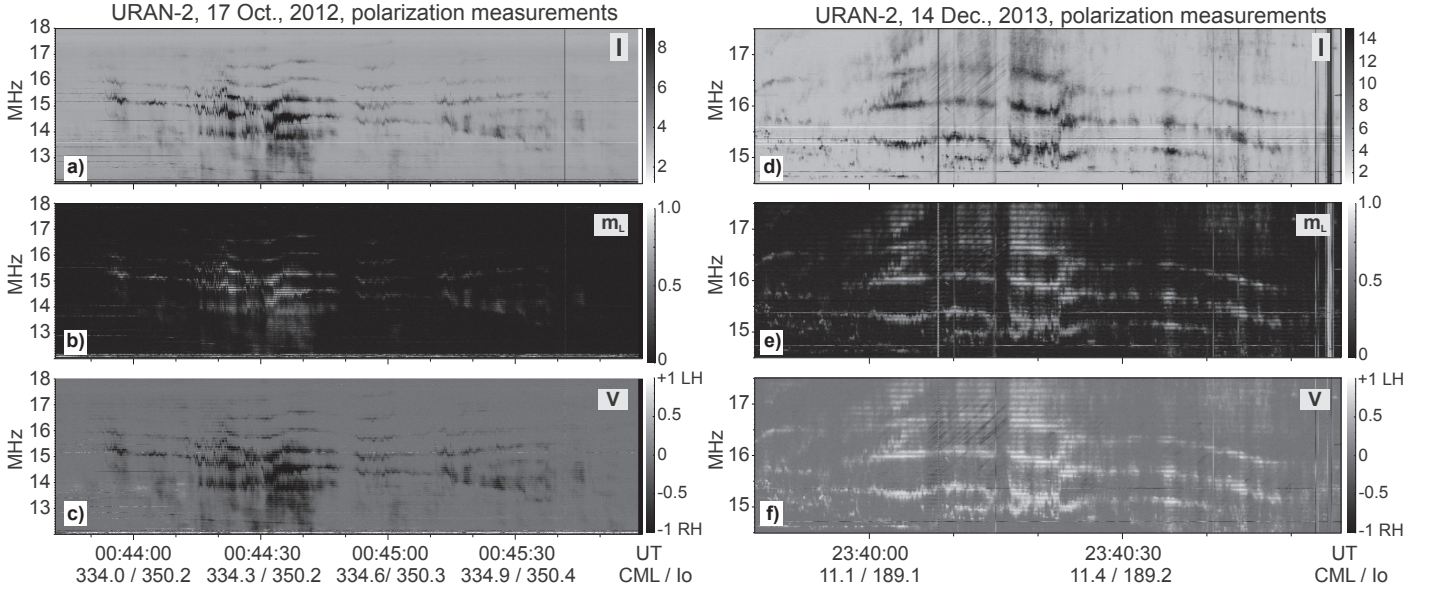 URAN-2, 17 Oct., 2012, polarization measurements
18
17
16
15
14
13
MHz
a)
I
8
6
4
2
18
17
16
15
14
13
MHz
b)
mL
1.0
0.5
0
18
17
16
15
14
13
MHz
c)
V
+1 LH
0.5
0
-0.5
-1 RH
00:44:00 00:44:30 00:45:00 00:45:30 UT
334.0 / 350.2 334.3 / 350.2 334.6/ 350.3 334.9 / 350.4 CML / Io
URAN-2, 14 Dec., 2013, polarization measurements
17
16
15
MHz
d)
I
14
12
10
8
6
4
2
17
16
15
MHz
e)
mL
1.0
0.5
0
17
16
15
MHz
f)
V
+1 LH
0.5
0
-0.5
-1 RH
23:40:00 23:40:30 UT
11.1 / 189.1 11.4 / 189.2 CML / Io